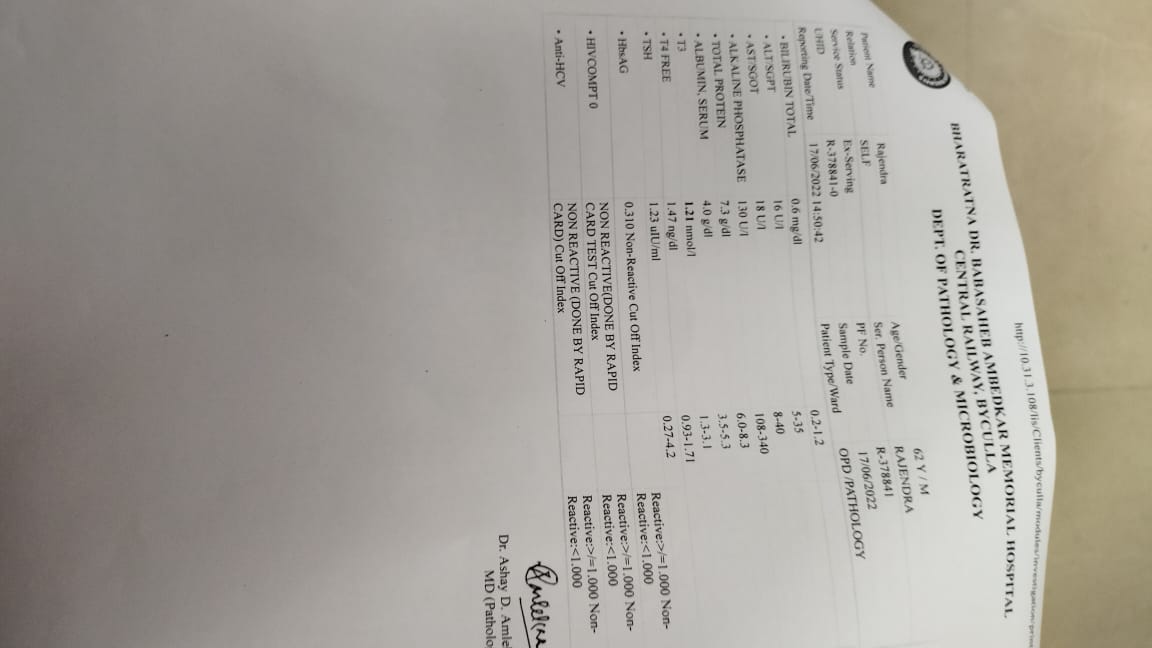 http://10.31.3.108/lis/Clients/byculla/modules/investigation/print
BHARATRATNA DR. BABASAHEB AMBEDKAR MEMORIAL HOSPITAL
CENTRAL RAILWAY, BYCULLA
DEPT. OF PATHOLOGY & MICROBIOLOGY
Patient Name Rajendra Age/Gender 62 Y / M
Relation SELF Ser. Person Name RAJENDRA
Service Status Ex-Serving PF No. R-378841
UHID R-378841-0 Sample Date 17/06/2022
Reporting Date/Time 17/06/2022 14:50:42 Patient Type/Ward OPD /PATHOLOGY
• BILIRUBIN TOTAL 0.6 mg/dl 0.2-1.2
• ALT/SGPT 16 U/l 5-35
• AST/SGOT 18 U/l 8-40
• ALKALINE PHOSPHATASE 130 U/l 108-340
• TOTAL PROTEIN 7.3 g/dl 6.0-8.3
• ALBUMIN, SERUM 4.0 g/dl 3.5-5.3
• T3 1.21 nmol/l 1.3-3.1
• T4 FREE 1.47 ng/dl 0.93-1.71
• TSH 1.23 uIU/ml 0.27-4.2
• HbsAG 0.310 Non-Reactive Cut Off Index Reactive:>/=1.000 Non-
Reactive:<1.000
• HIVCOMPT 0 NON REACTIVE(DONE BY RAPID Reactive:>/=1.000 Non-
CARD TEST Cut Off Index Reactive:<1.000
• Anti-HCV NON REACTIVE (DONE BY RAPID Reactive:>/=1.000 Non-
CARD) Cut Off Index Reactive:<1.000
Dr. Ashay D. Amle
MD (Patholo